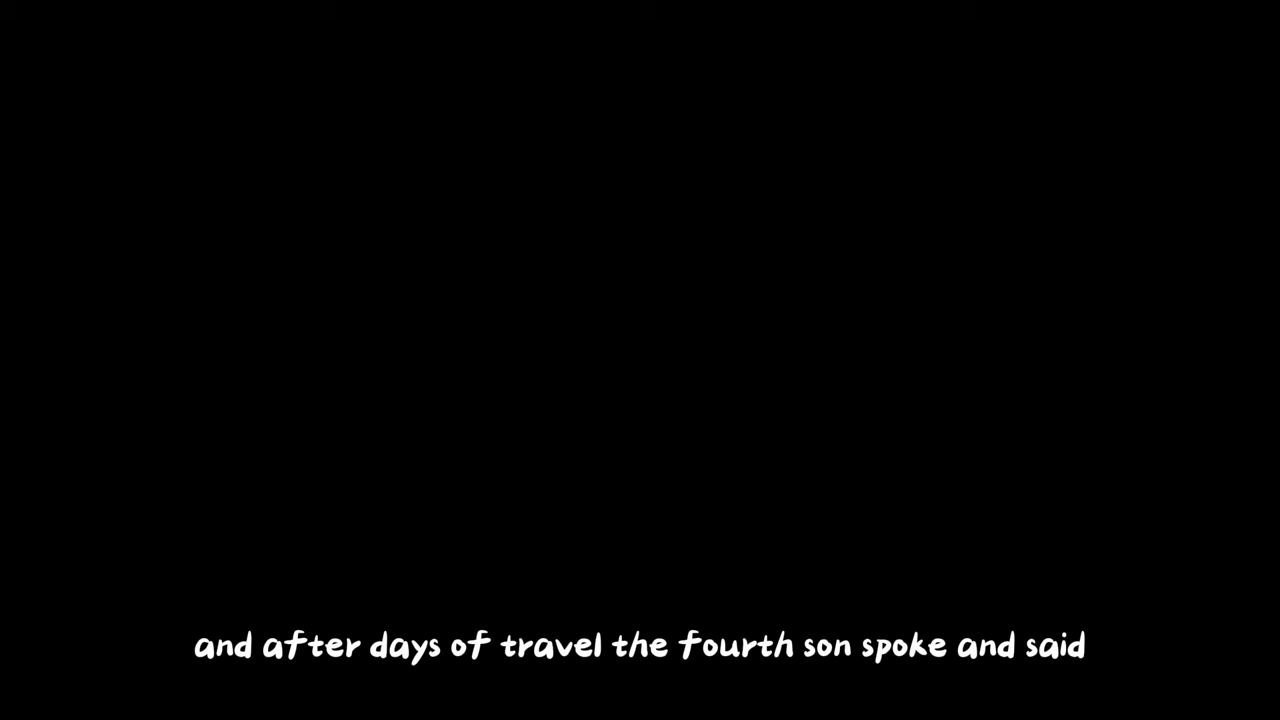 and after days of travel the fourth son spoke and said